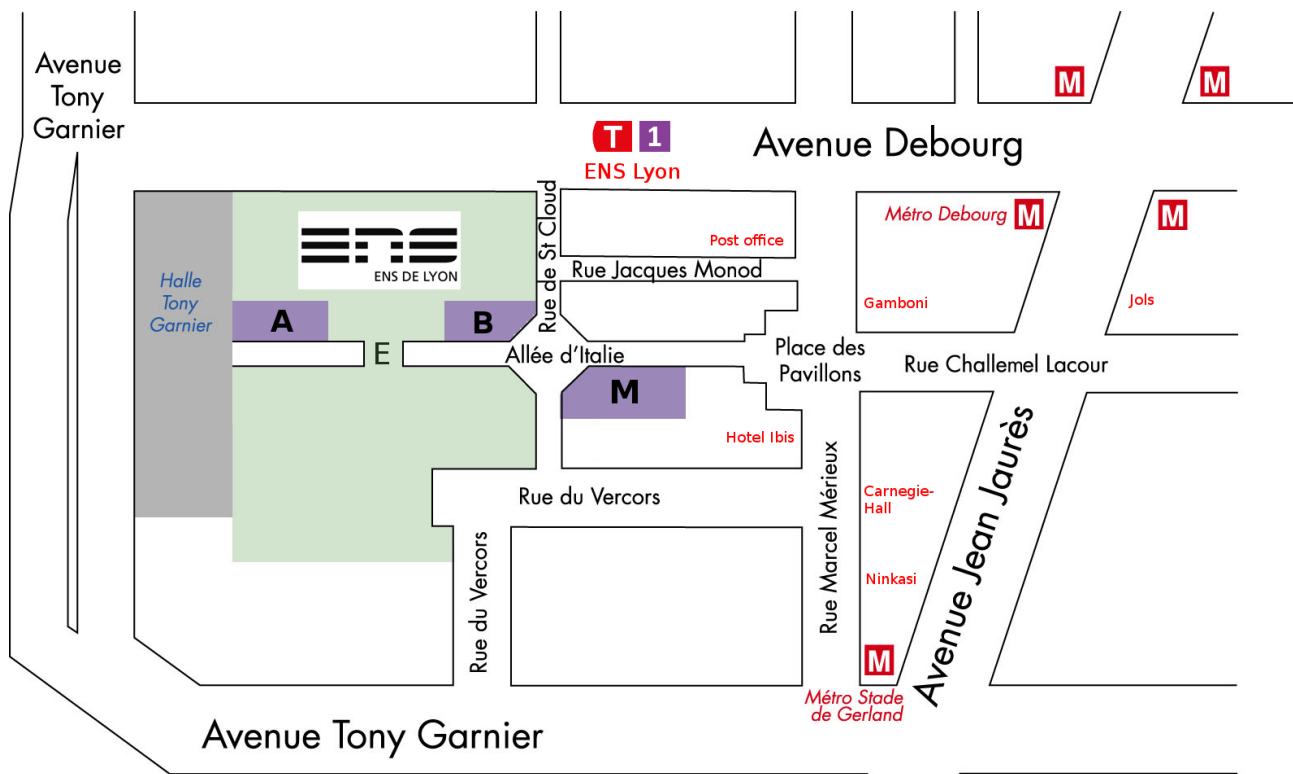 Avenue
Tony
Garnier
M
M
T 1
ENS Lyon
Avenue Debourg
ENS
ENS DE LYON
Rue de St Cloud
Post office
Rue Jacques Monod
Métro Debourg M
M
Halle
Tony
Garnier
A
B
E
Allée d'Italie
Gamboni
Jols
Place des
Pavillons
Rue Challemel Lacour
M
Hotel Ibis
Rue du Vercors
Rue du Vercors
Rue Marcel Mérieux
Carnegie-
Hall
Ninkasi
M
Métro Stade
de Gerland
Avenue Jean Jaurès
Avenue Tony Garnier